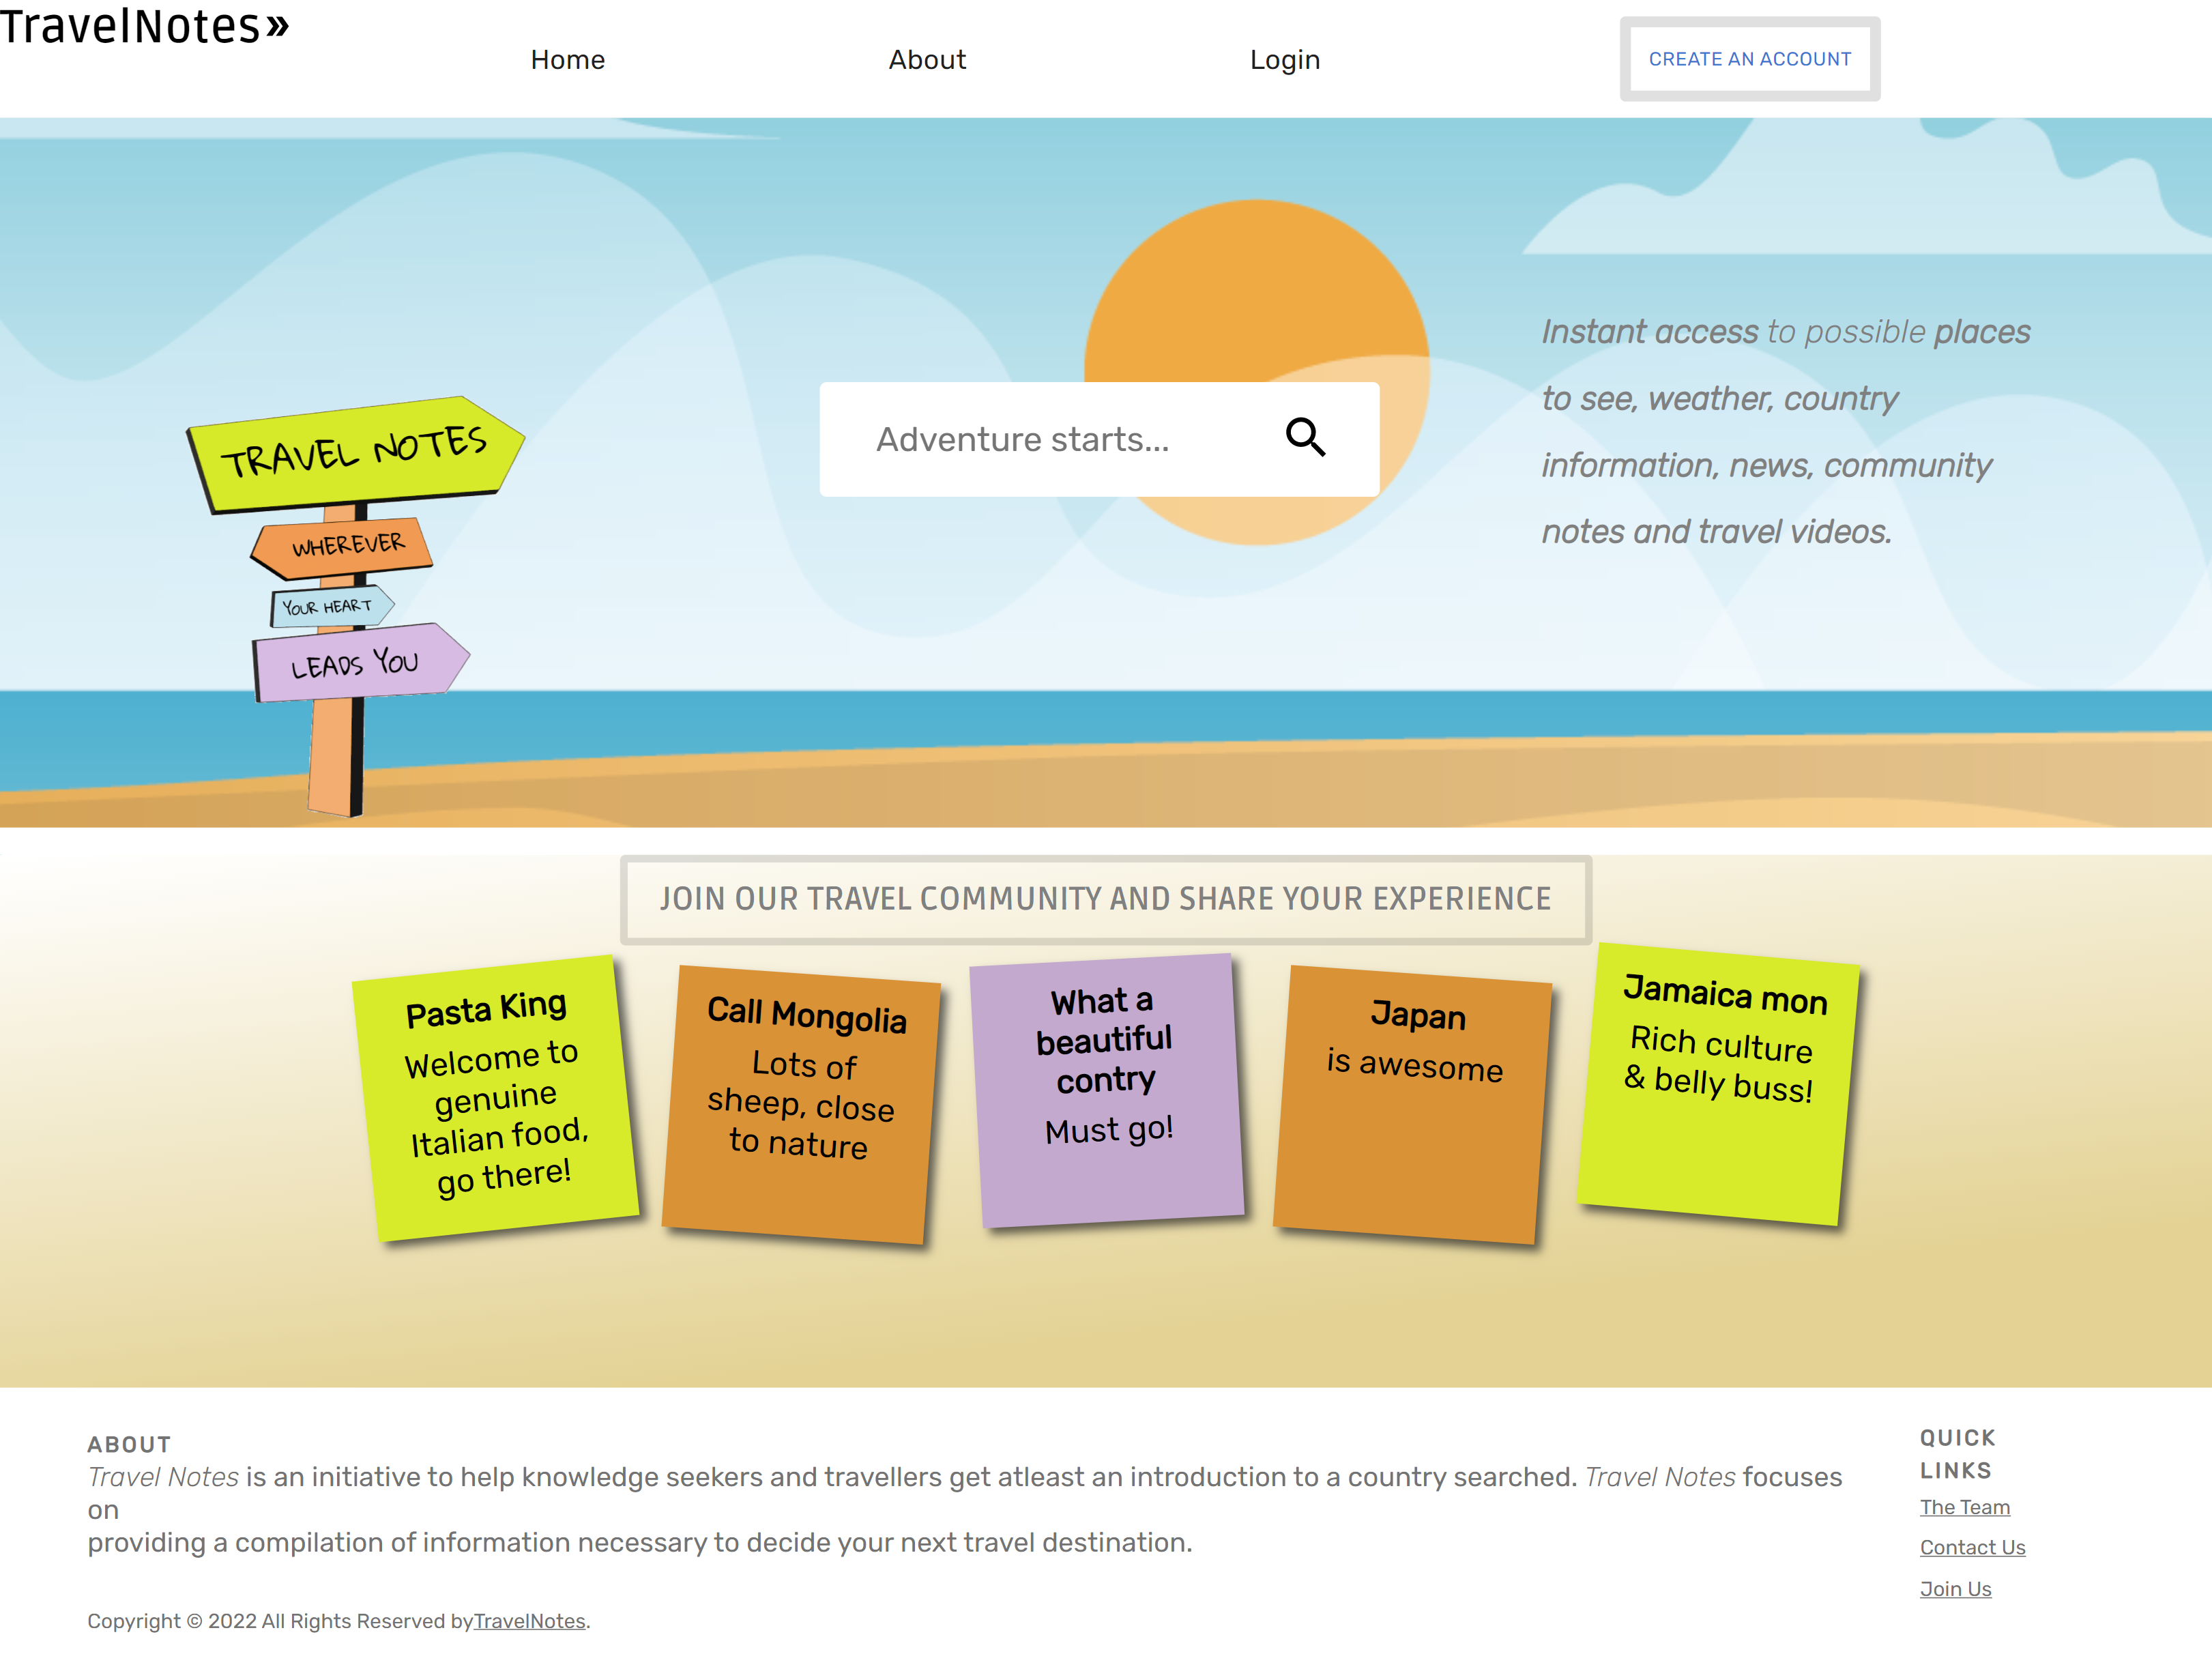 TravelNotes»
Home
About
Login
CREATE AN ACCOUNT
Instant access to possible places
to see, weather, country
information, news, community
notes and travel videos.
Adventure starts...
TRAVEL NOTES
WHEREVER
YOUR HEART
LEADS YOU
JOIN OUR TRAVEL COMMUNITY AND SHARE YOUR EXPERIENCE
Pasta King
Welcome to
genuine
Italian food,
go there!
Call Mongolia
Lots of
sheep, close
to nature
What a
beautiful
contry
Must go!
Japan
is awesome
Jamaica mon
Rich culture
& belly buss!
ABOUT
Travel Notes is an initiative to help knowledge seekers and travellers get atleast an introduction to a country searched. Travel Notes focuses
on
providing a compilation of information necessary to decide your next travel destination.
Copyright © 2022 All Rights Reserved byTravelNotes.
QUICK
LINKS
The Team
Contact Us
Join Us